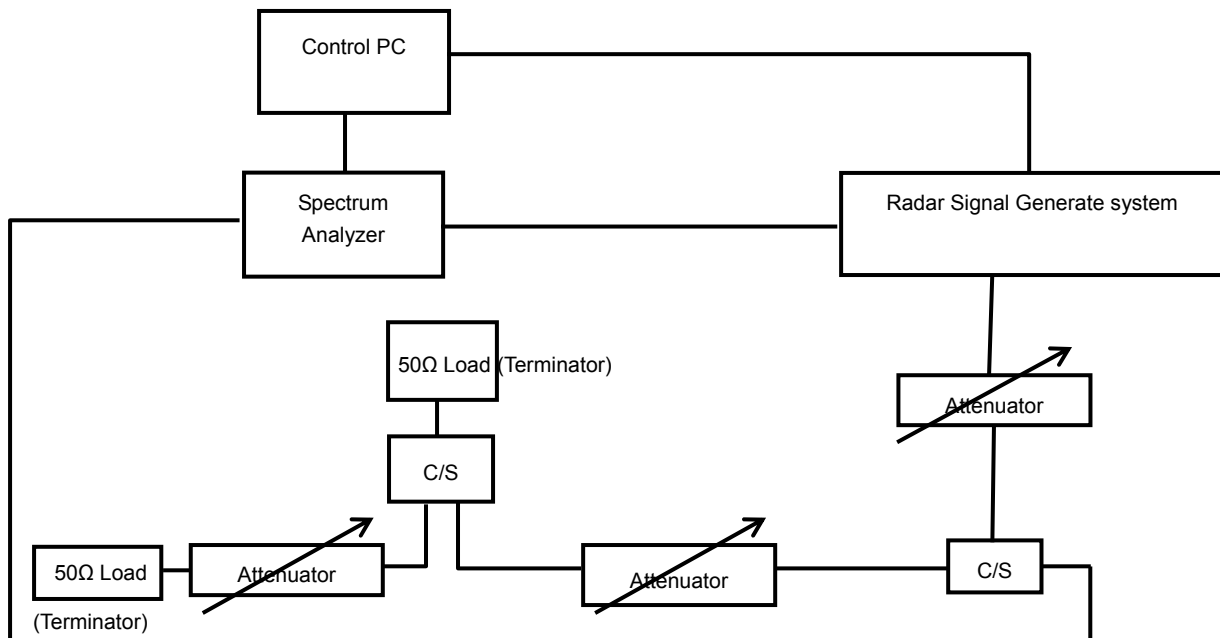 Control PC
Spectrum
Analyzer
Radar Signal Generate system
50Ω Load (Terminator)
Attenuator
C/S
50Ω Load
(Terminator)
Attenuator
Attenuator
C/S